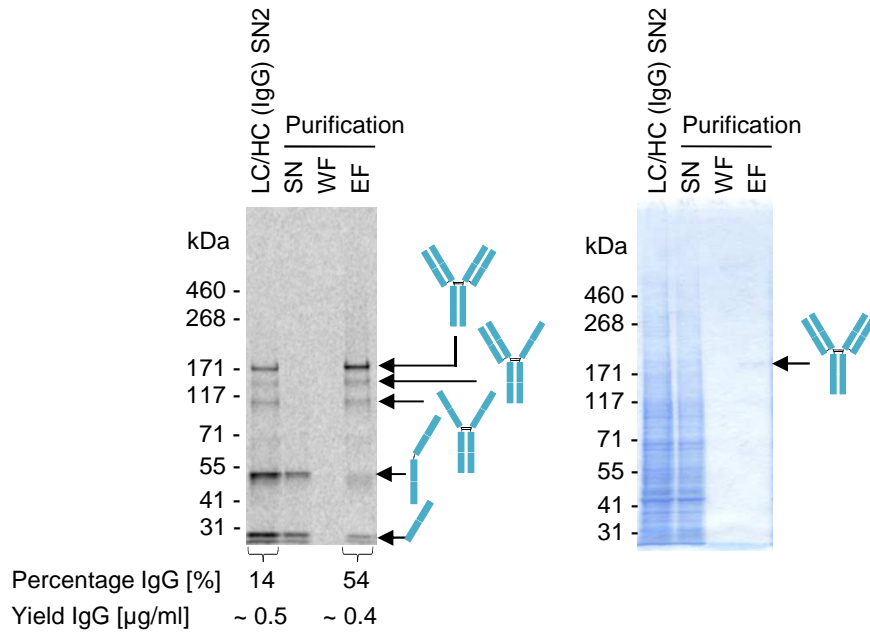 LC/HC (IgG) SN2
Purification
SN
WF
EF
kDa
460 -
268 -
171 -
117 -
71 -
55 -
41 -
31 -
Percentage IgG [%] 14 54
Yield IgG [µg/ml] ~ 0.5 ~ 0.4
LC/HC (IgG) SN2
Purification
SN
WF
EF
kDa
460 -
268 -
171 -
117 -
71 -
55 -
41 -
31 -